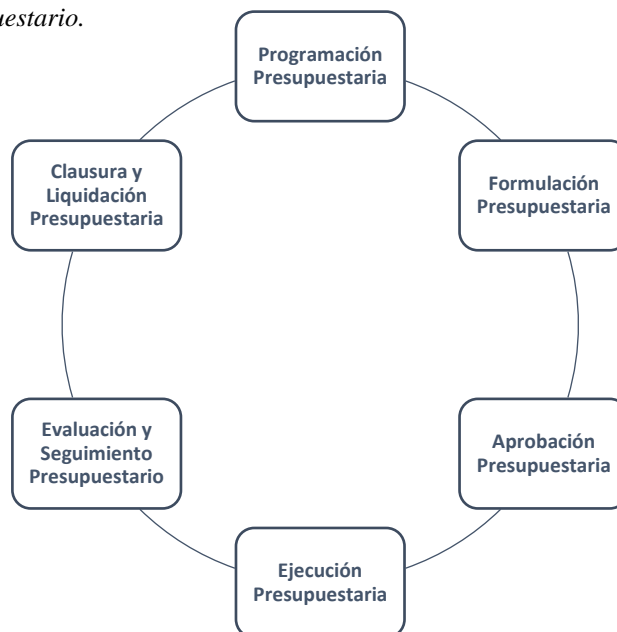 uestario.
Programación
Presupuestaria
Formulación
Presupuestaria
Aprobación
Presupuestaria
Ejecución
Presupuestaria
Evaluación y
Seguimiento
Presupuestario
Clausura y
Liquidación
Presupuestaria